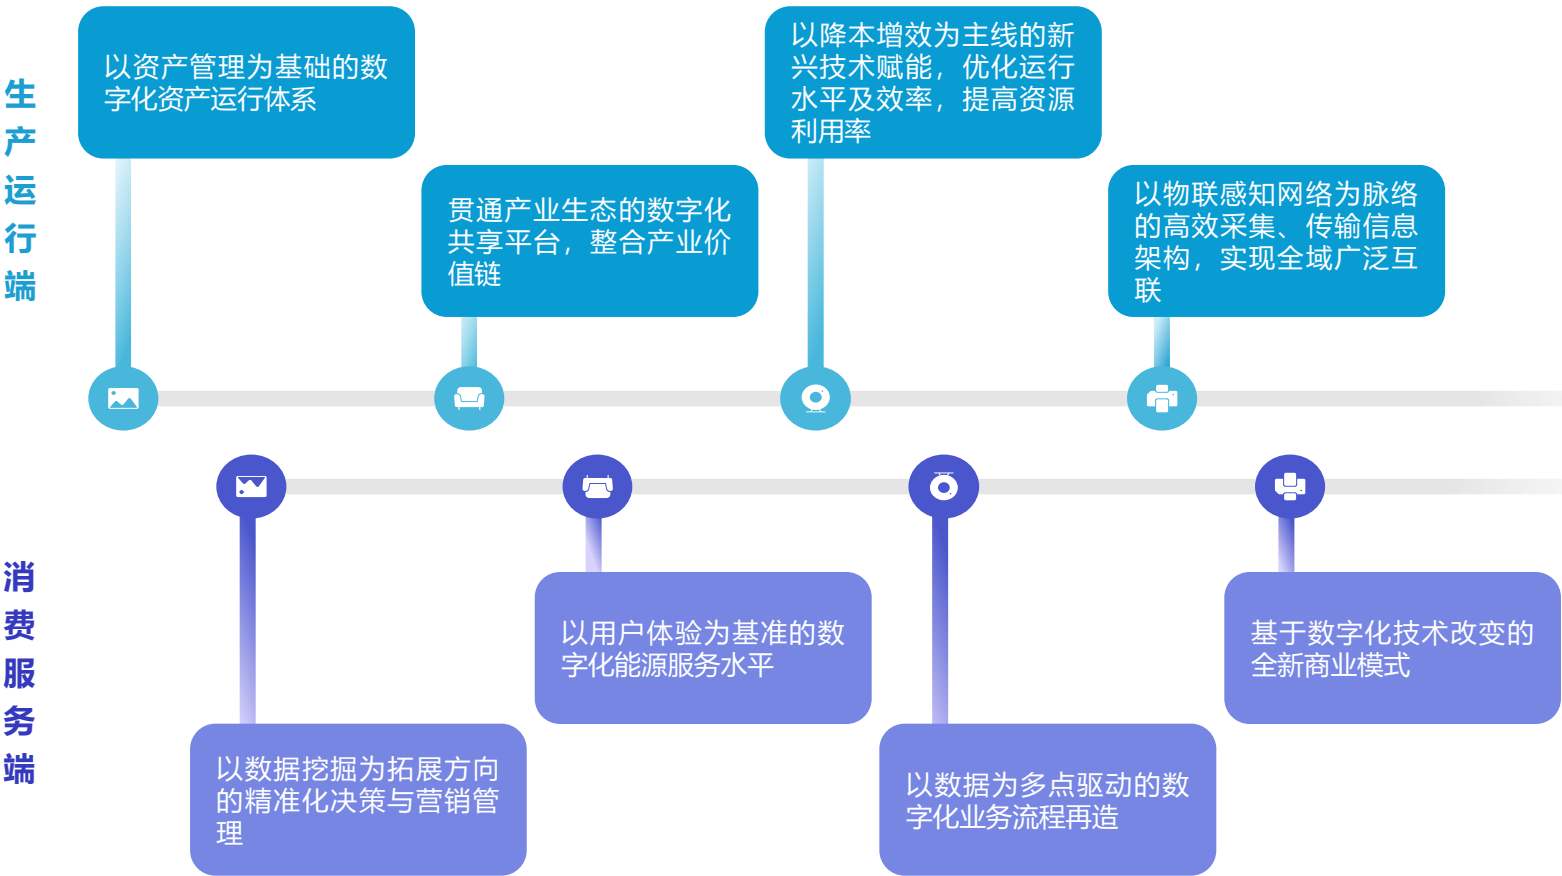 生
产
运
行
端
以资产管理为基础的数
字化资产运行体系
贯通产业生态的数字化
共享平台，整合产业价
值链
以降本增效为主线的新
兴技术赋能，优化运行
水平及效率，提高资源
利用率
以物联感知网络为脉络
的高效采集、传输信息
架构，实现全域广泛互
联
消
费
服
务
端
以数据挖掘为拓展方向
的精准化决策与营销管
理
以用户体验为基准的数
字化能源服务水平
以数据为多点驱动的数
字化业务流程再造
基于数字化技术改变的
全新商业模式